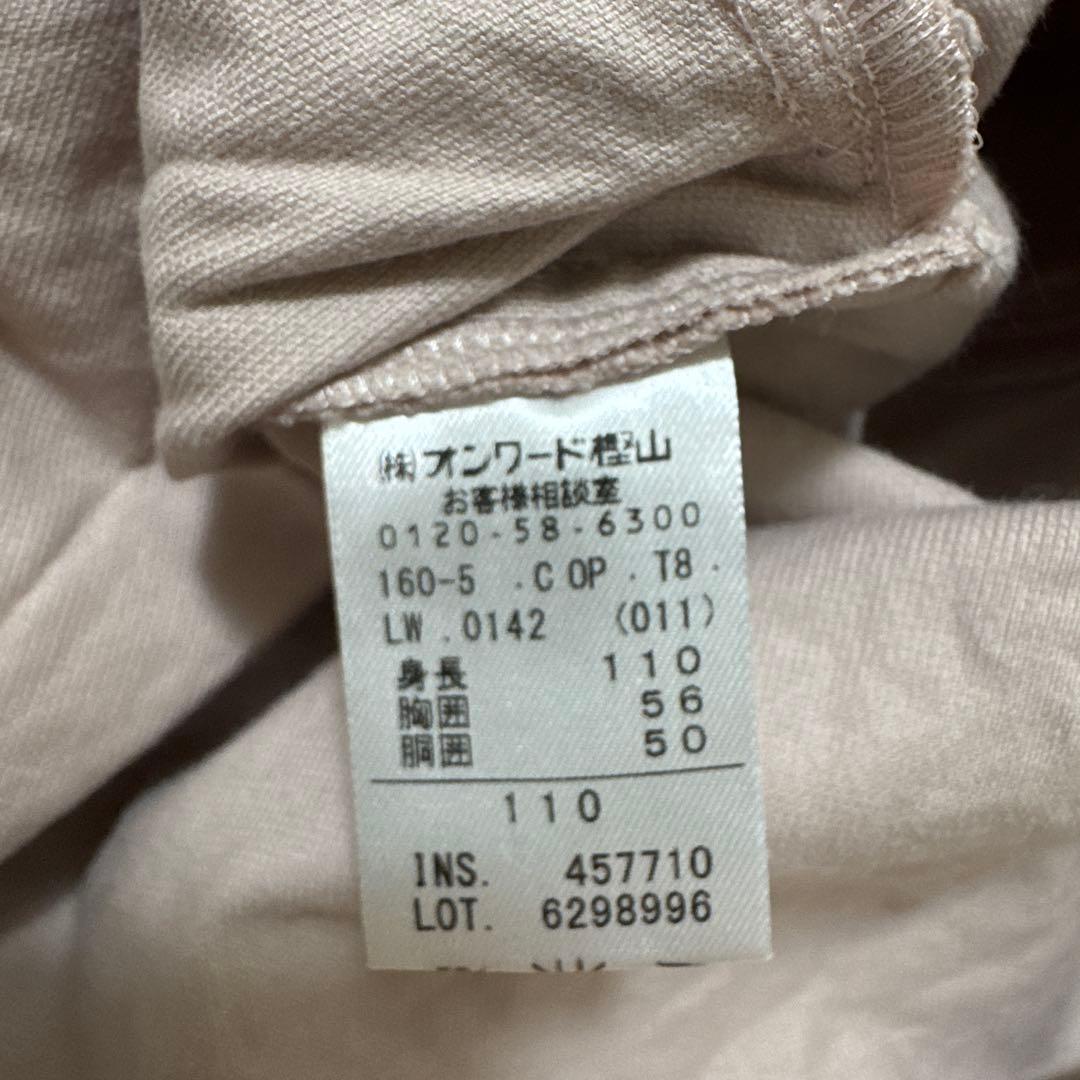 ㈱オンワード樫山
お客様相談室
0120-58-6300
160-5 .C OP . T8 .
LW .0142 (011)
身長 110
胸囲 56
胴囲 50
110
INS. 457710
LOT. 6298996